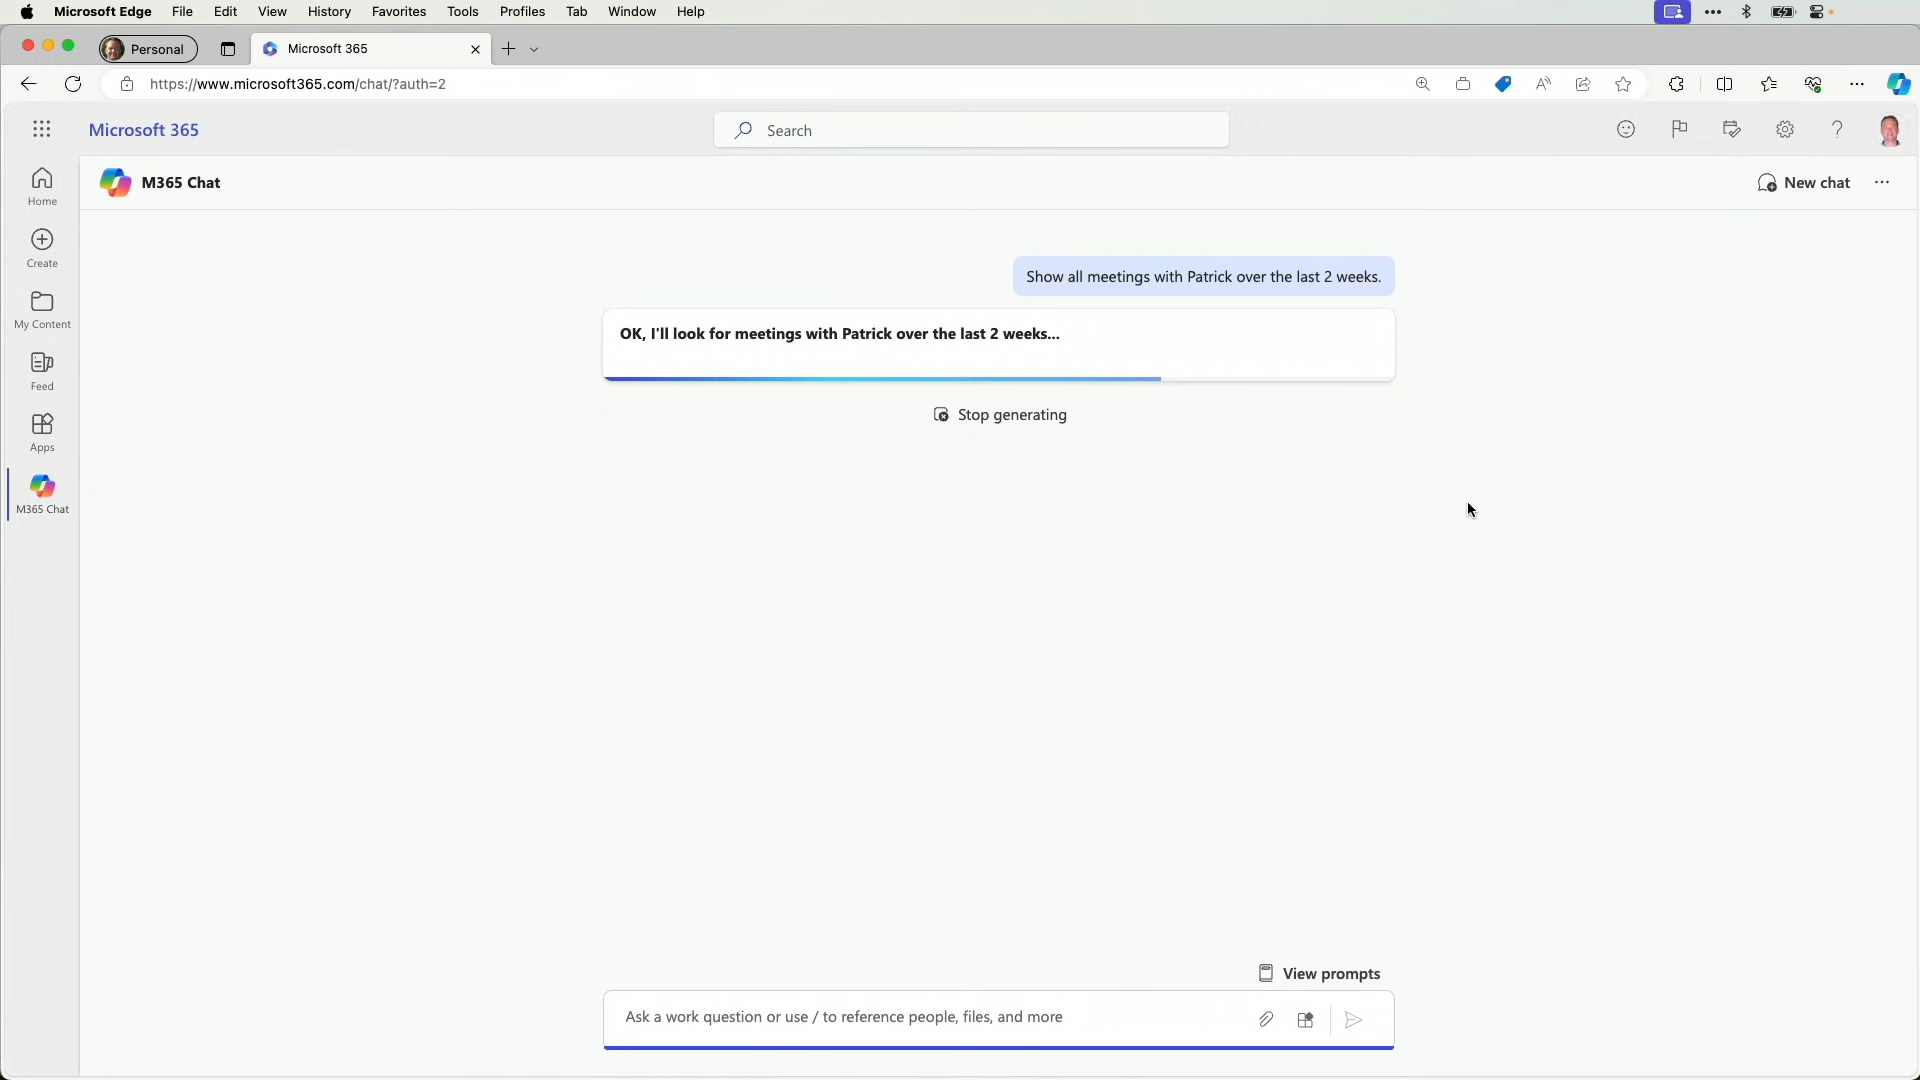 Microsoft Edge File Edit View History Favorites Tools Profiles Tab Window Help
Personal Microsoft 365
https://www.microsoft365.com/chat/?auth=2
Microsoft 365 Search
M365 Chat New chat
Home
Create
My Content
Feed
Apps
M365 Chat
Show all meetings with Patrick over the last 2 weeks.
OK, I'll look for meetings with Patrick over the last 2 weeks...
Stop generating
View prompts
Ask a work question or use / to reference people, files, and more